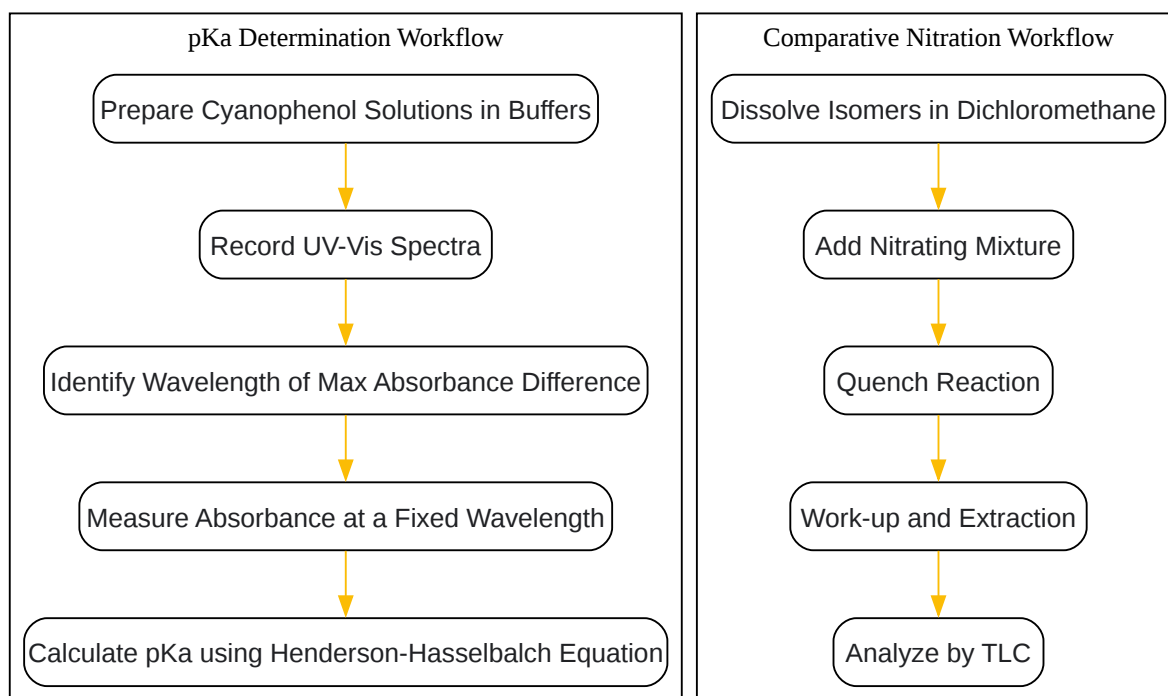 pKa Determination Workflow
Prepare Cyanophenol Solutions in Buffers
Record UV-Vis Spectra
Identify Wavelength of Max Absorbance Difference
Measure Absorbance at a Fixed Wavelength
Calculate pKa using Henderson-Hasselbalch Equation
Comparative Nitration Workflow
Dissolve Isomers in Dichloromethane
Add Nitrating Mixture
Quench Reaction
Work-up and Extraction
Analyze by TLC